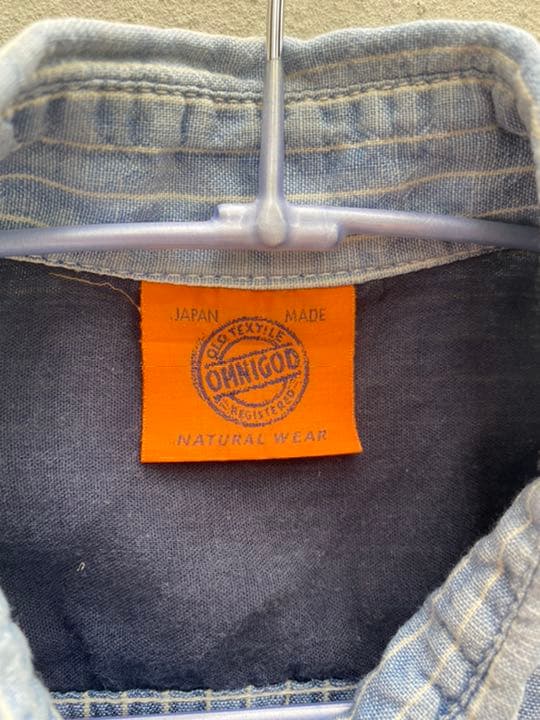 JAPAN MADE
OLD TEXTILE
OMNIGOD
REGISTERED
NATURAL WEAR